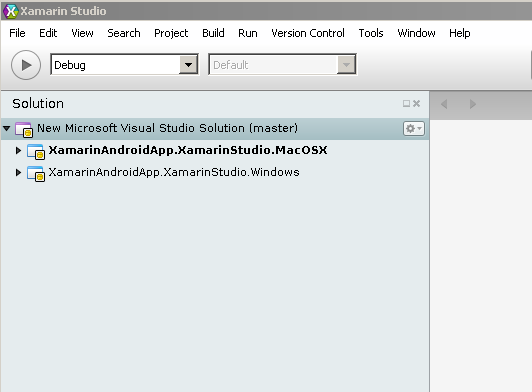 Xamarin Studio
File Edit View Search Project Build Run Version Control Tools Window Help
Debug Default
Solution
New Microsoft Visual Studio Solution (master)
XamarinAndroidApp.XamarinStudio.MacOSX
XamarinAndroidApp.XamarinStudio.Windows